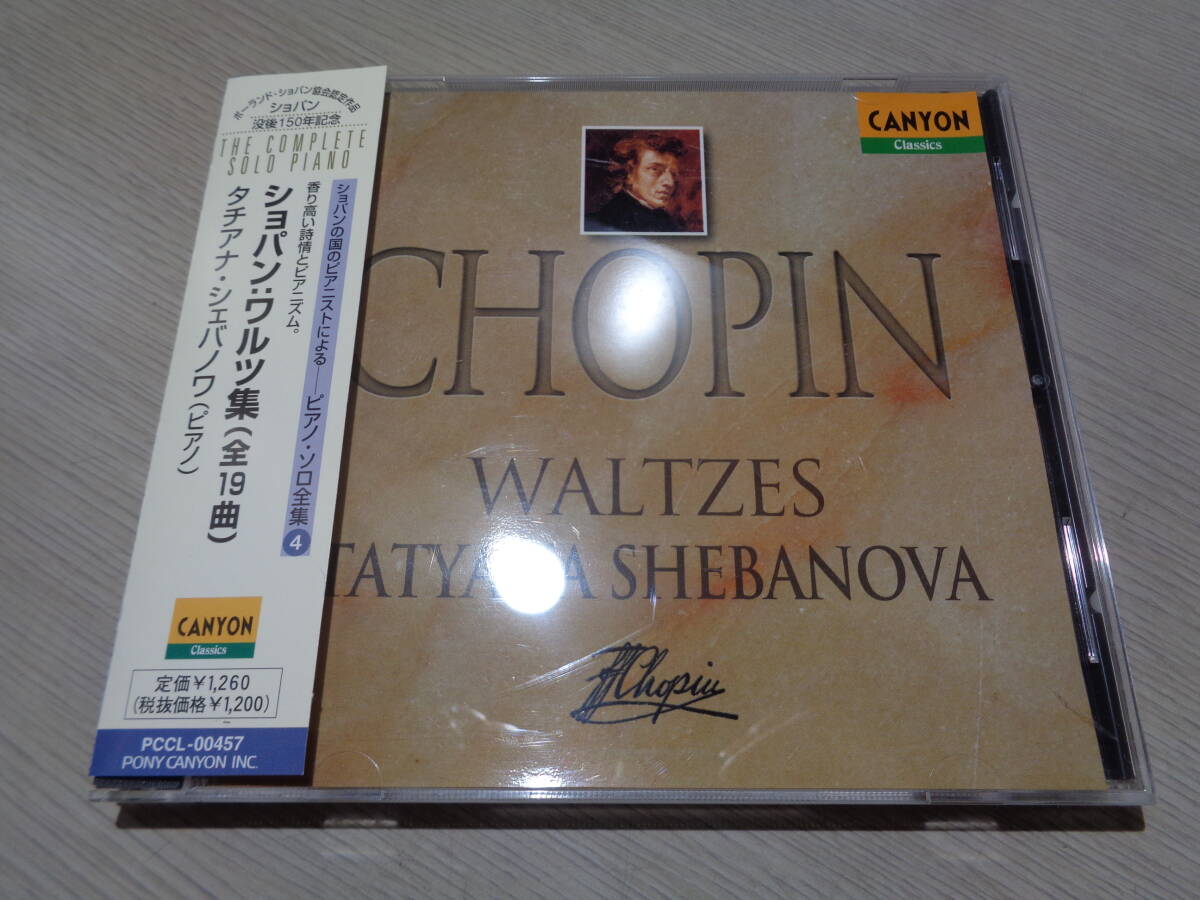 ポーランド・ショパン協会認定作品
ショパン
没後150年記念
THE COMPLETE
SOLO PIANO
ショパンの国のピアニストによる――ピアノ・ソロ全集4
香り高い詩情とピアニズム。
ショパン:ワルツ集(全19曲)
タチアナ・シェバノワ(ピアノ)
CANYON
Classics
定価¥1,260
(税抜価格¥1,200)
PCCL-00457
PONY CANYON INC.
CANYON
Classics
CHOPIN
WALTZES
TATYANA SHEBANOVA
FFChopin